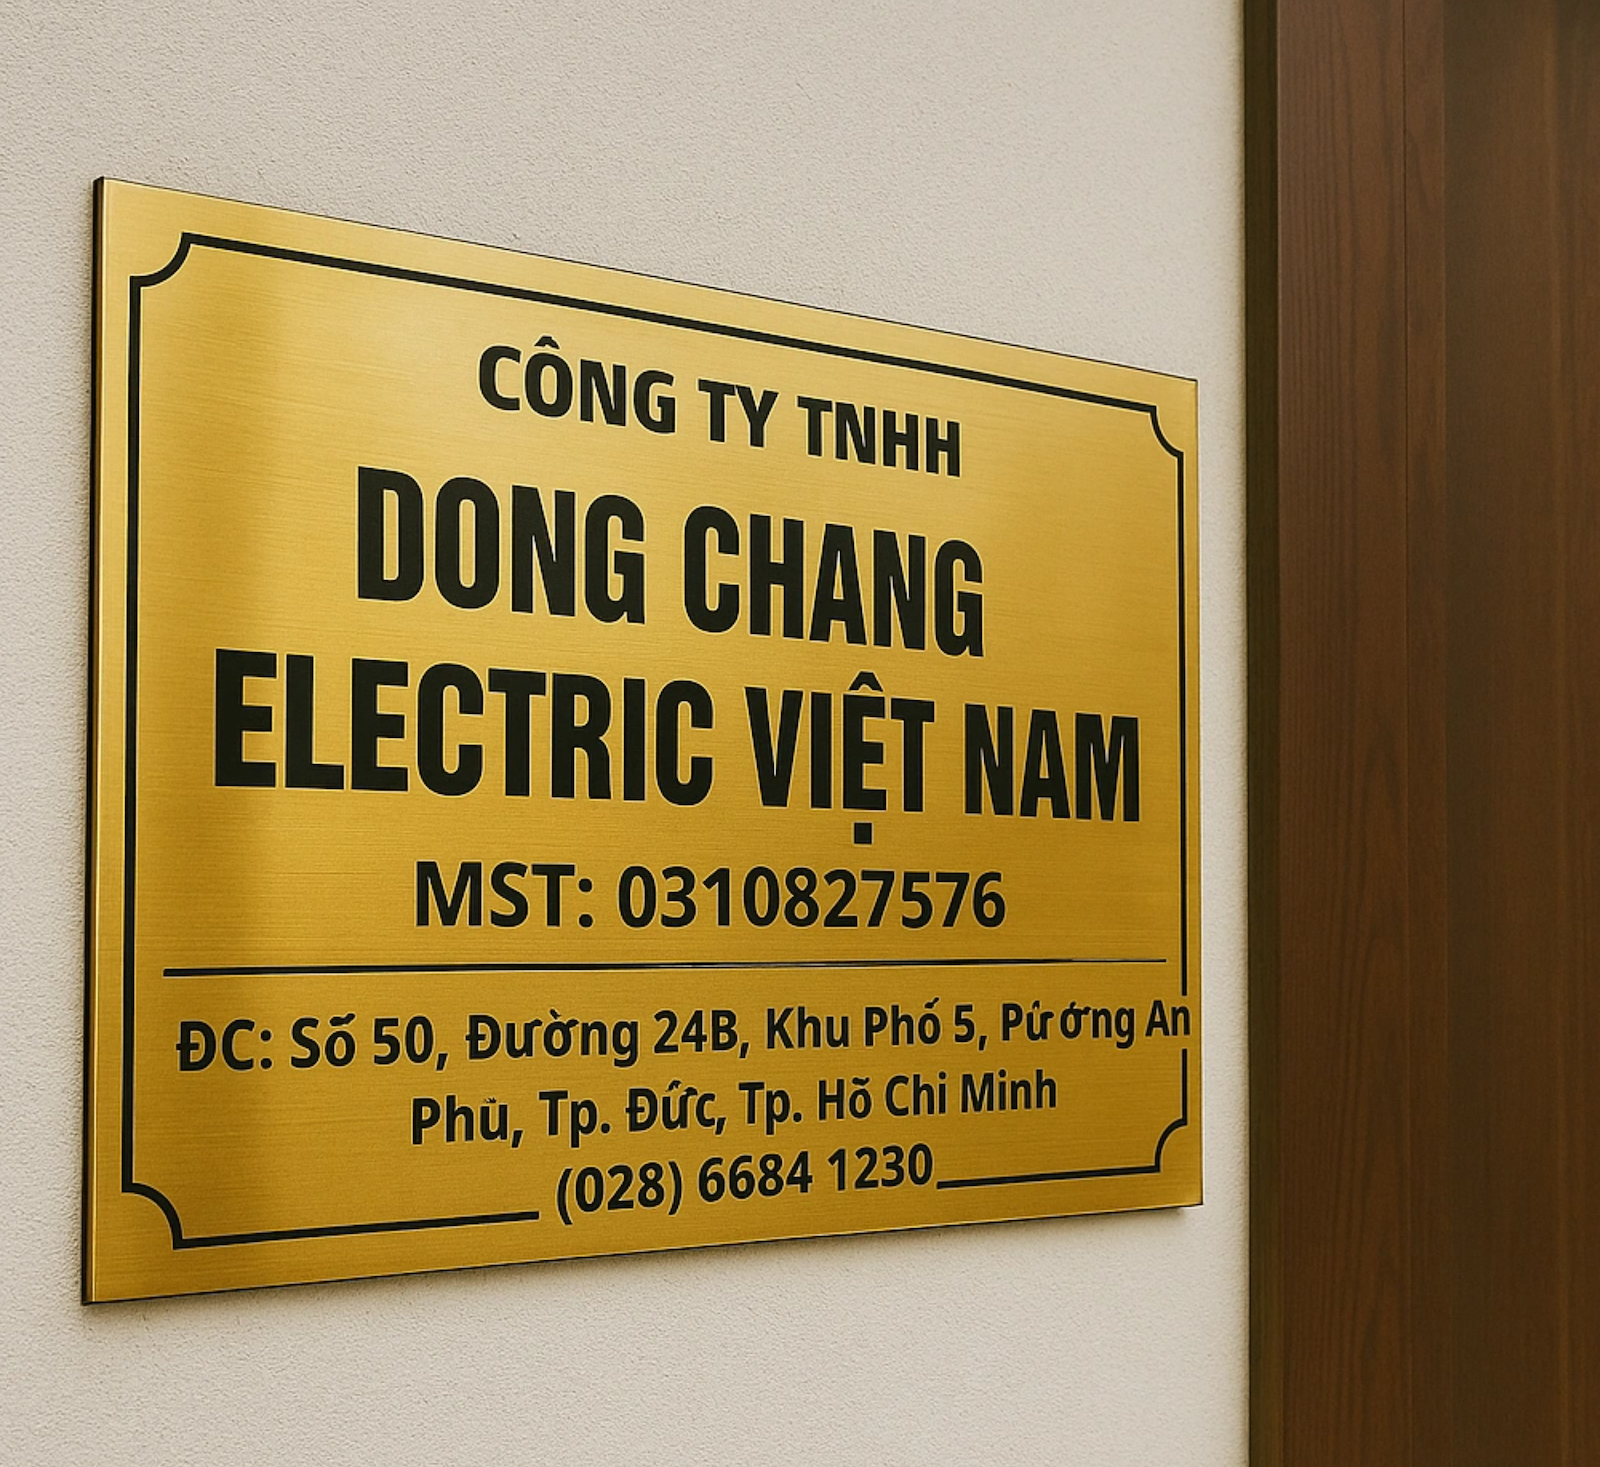 CÔNG TY TNHH
DONG CHANG
ELECTRIC VIỆT NAM
MST: 0310827576
ĐC: Số 50, Đường 24B, Khu Phố 5, Pừơng An
Phủ, Tp. Đức, Tp. Hõ Chi Minh
(028) 6684 1230